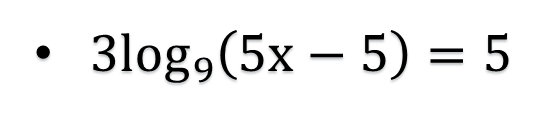 • 3log₉(5x − 5) = 5